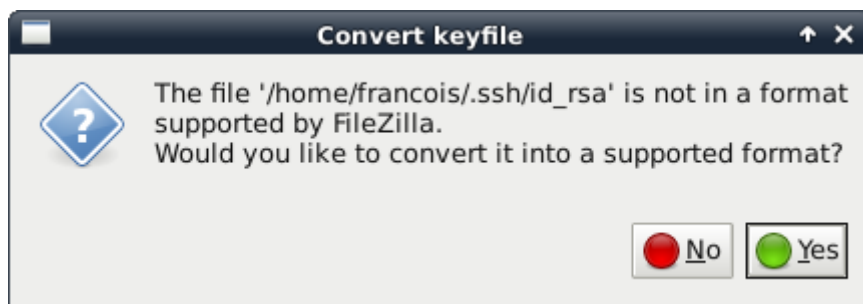 Convert keyfile
The file '/home/francois/.ssh/id_rsa' is not in a format
supported by FileZilla.
Would you like to convert it into a supported format?
No
Yes